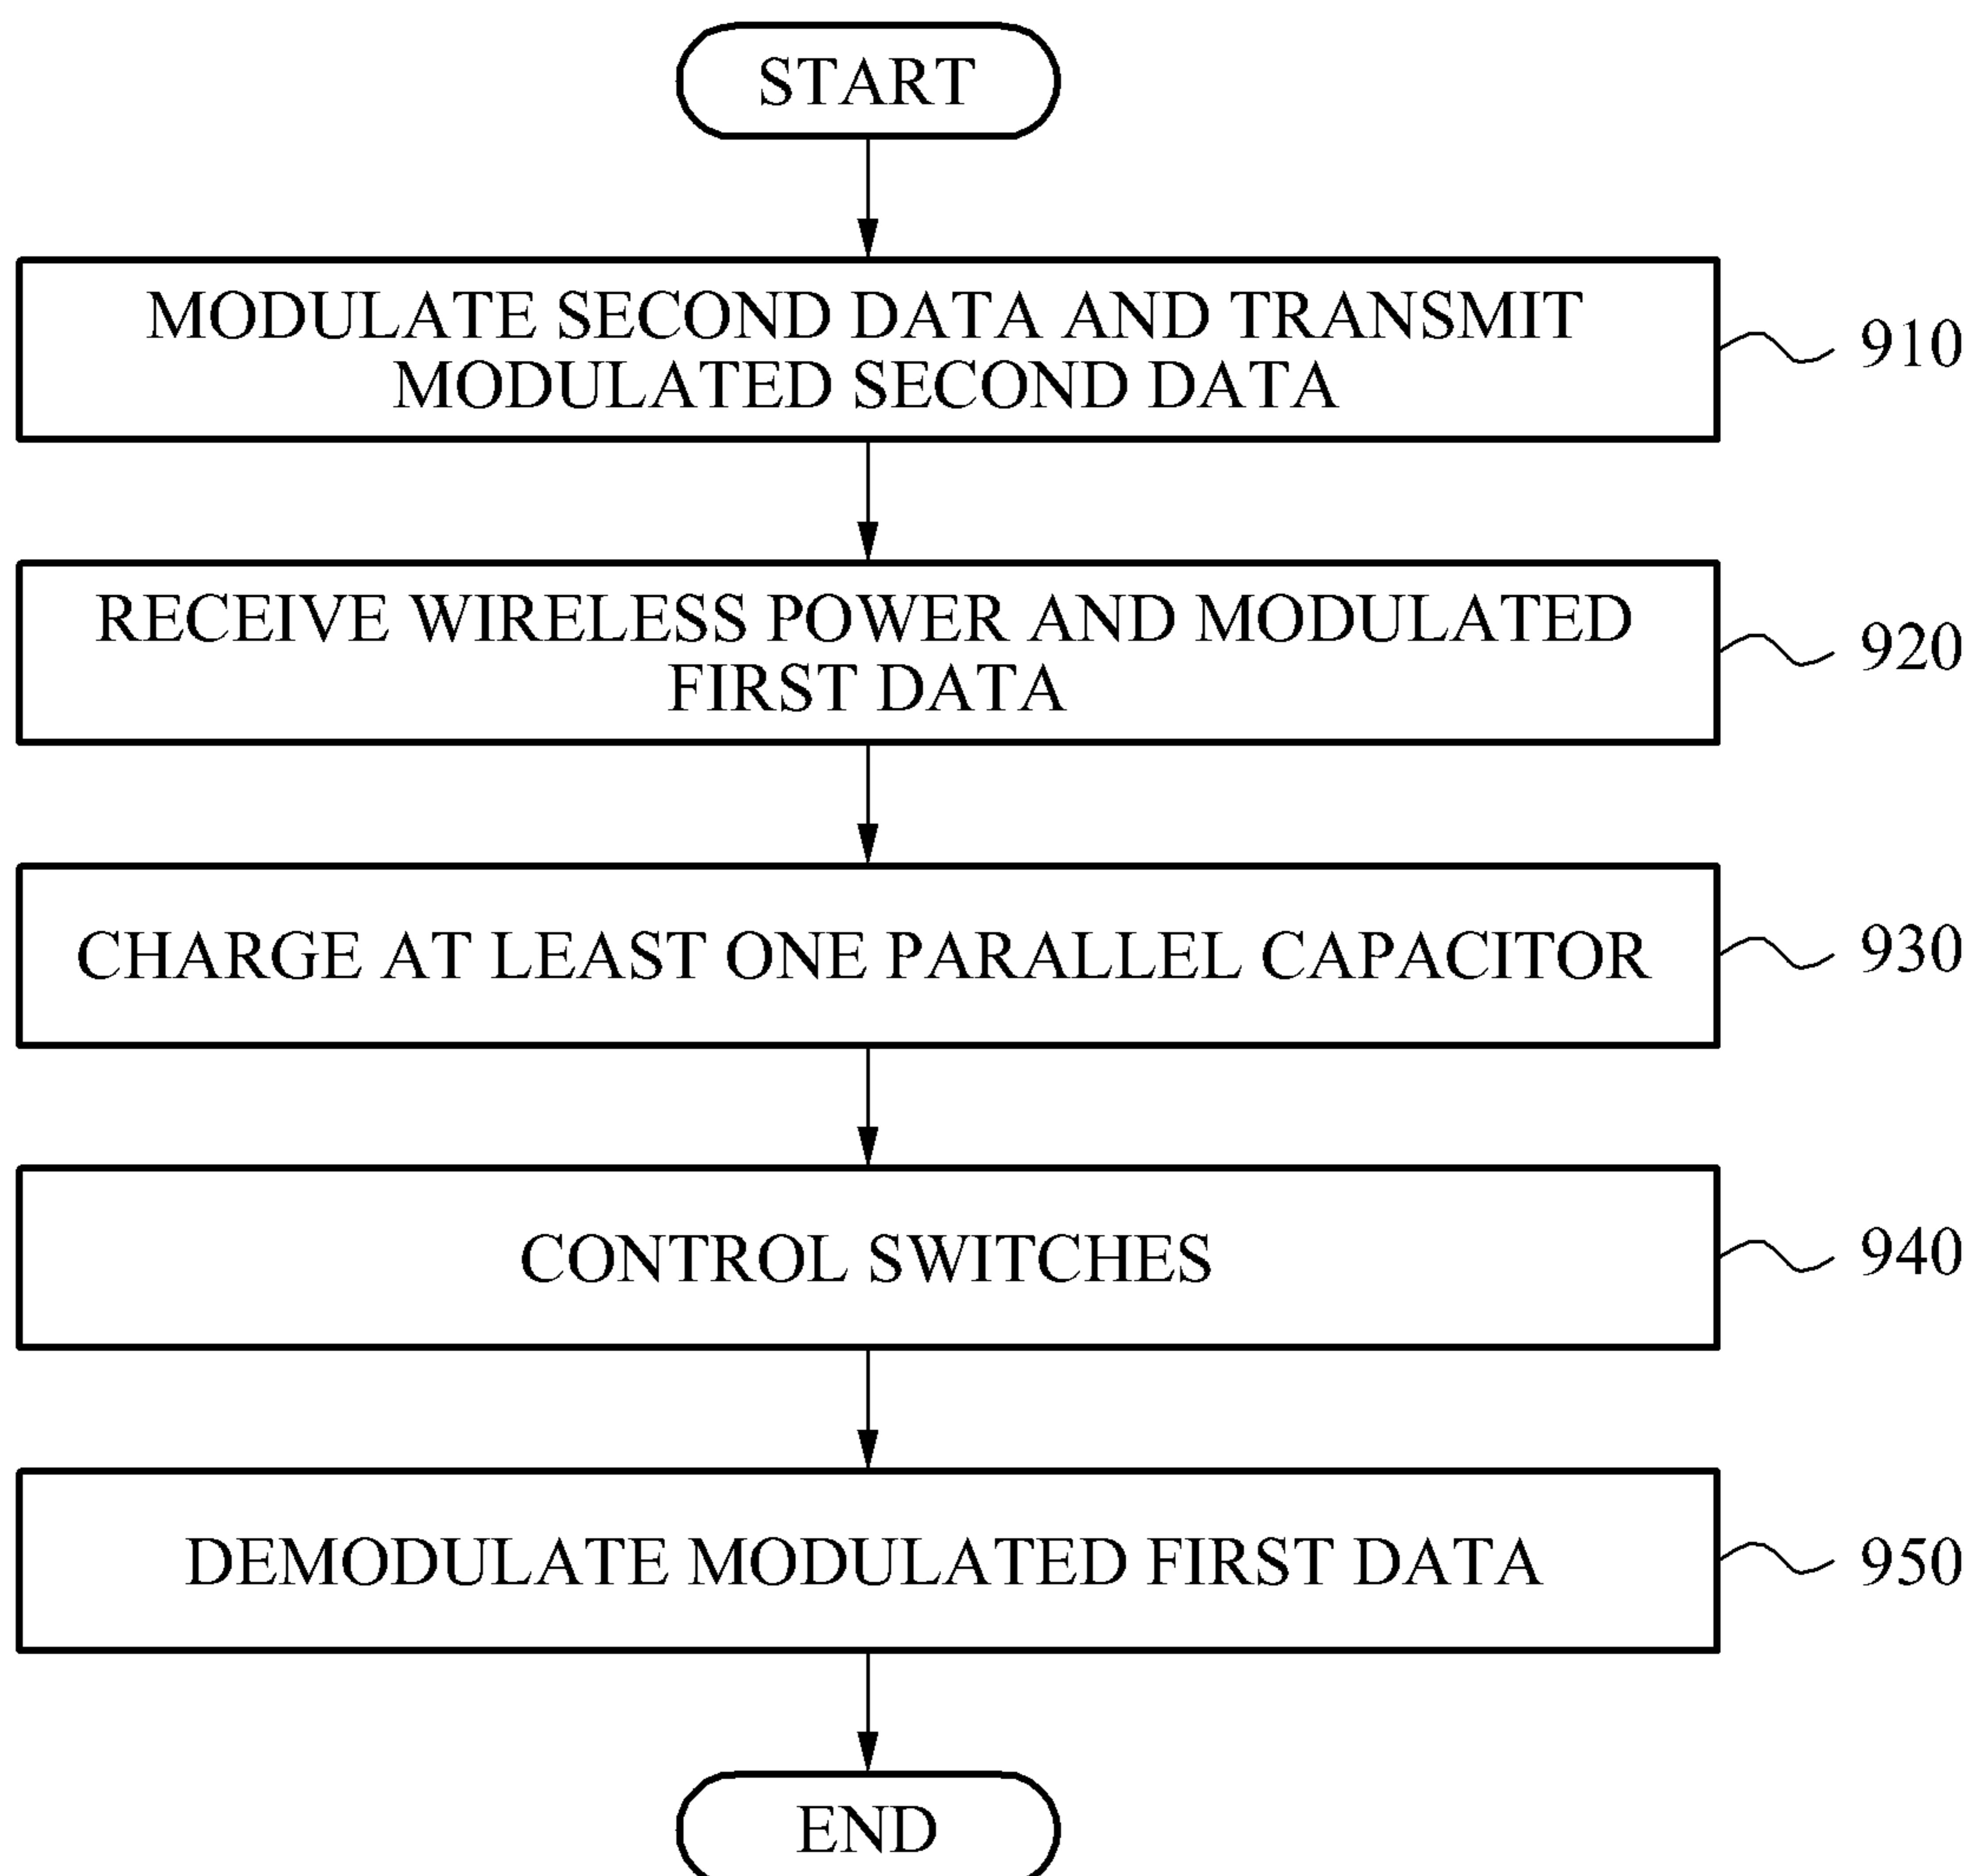 START
MODULATE SECOND DATA AND TRANSMIT
MODULATED SECOND DATA
910
RECEIVE WIRELESS POWER AND MODULATED
FIRST DATA
920
CHARGE AT LEAST ONE PARALLEL CAPACITOR
930
CONTROL SWITCHES
940
DEMODULATE MODULATED FIRST DATA
950
END